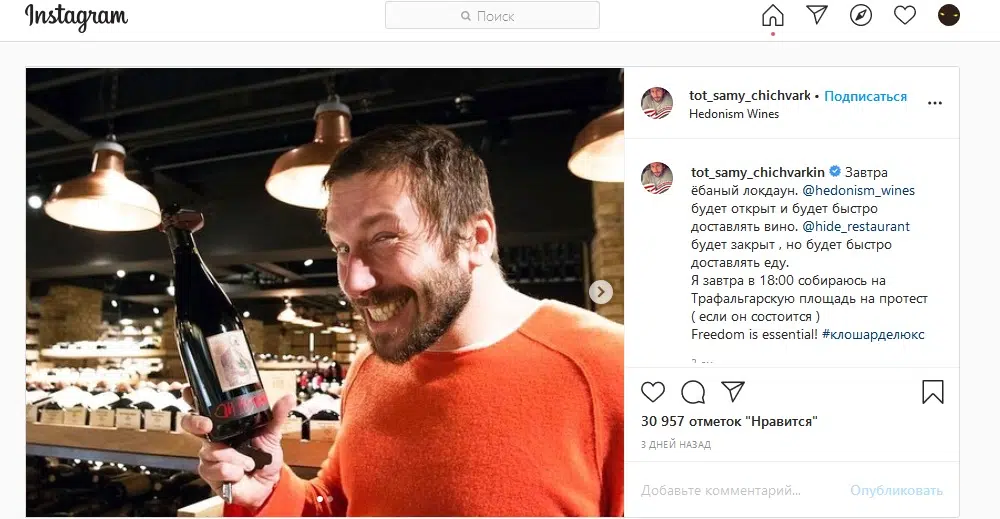 Instagram
Поиск
tot_samy_chichvark • Подписаться
Hedonism Wines
tot_samy_chichvarkin Завтра
ёбаный локдаун. @hedonism_wines
будет открыт и будет быстро
доставлять вино. @hide_restaurant
будет закрыт , но будет быстро
доставлять еду.
Я завтра в 18:00 собираюсь на
Трафальгарскую площадь на протест
( если он состоится )
Freedom is essential! #клошарделюкс
30 957 отметок "Нравится"
3 ДНЕЙ НАЗАД
Добавьте комментарий... Опубликовать